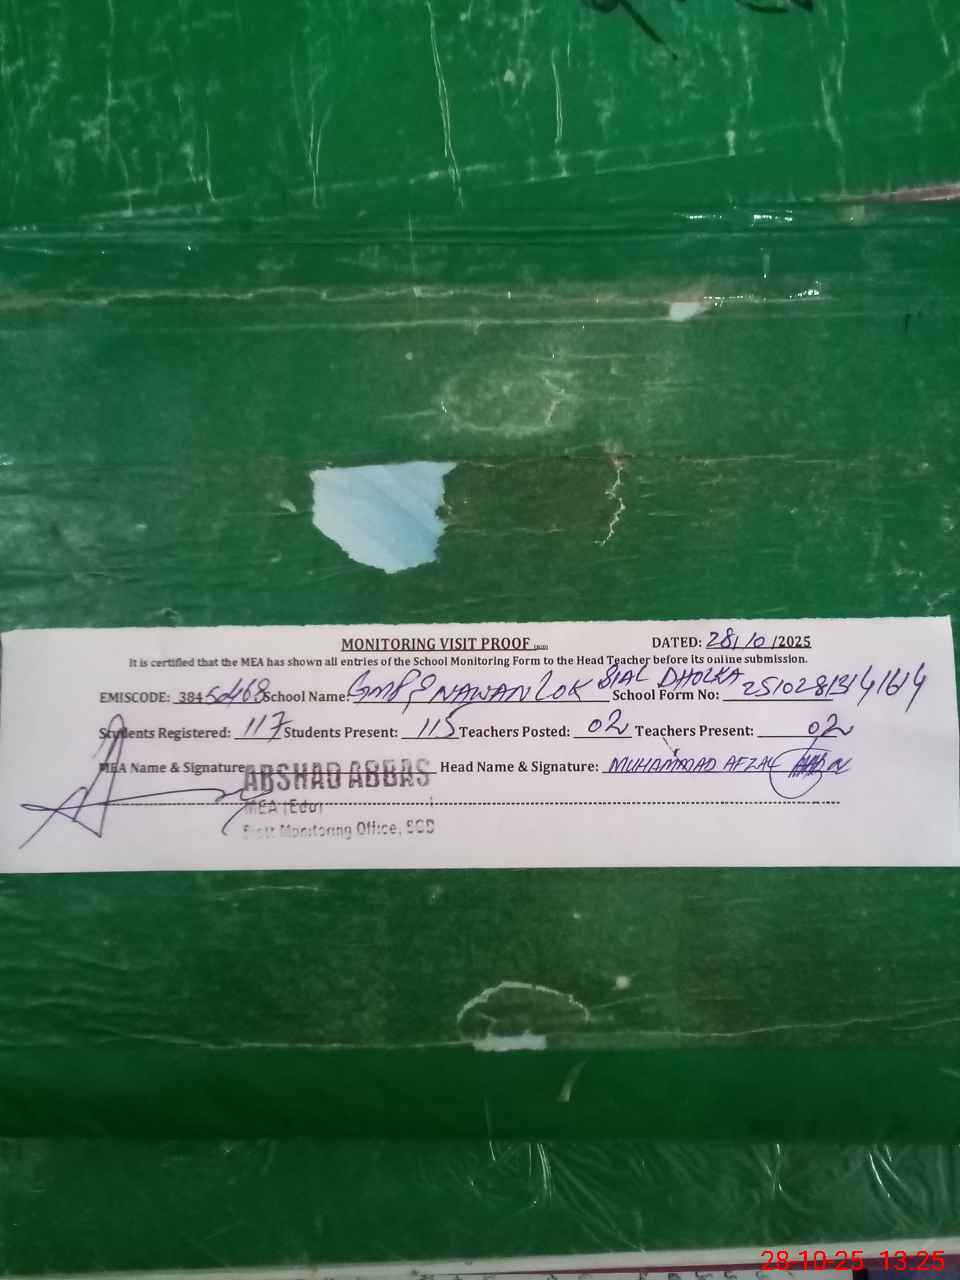 MONITORING VISIT PROOF DATED: 28/10/2025
It is certified that the MEA has shown all entries of the School Monitoring Form to the Head Teacher before its online submission.
EMISCODE: 38450468 School Name: GMPS NAWAN LOK SIAL DHOLKA School Form No:
Students Registered: 117 Students Present: 115 Teachers Posted: 02 Teachers Present: 02
MEA Name & Signature ARSHAD ABBAS Head Name & Signature: MUHAMMAD AFZAL
MEA (Edu)
Monitoring Office, SGD
28-10-25 13:25